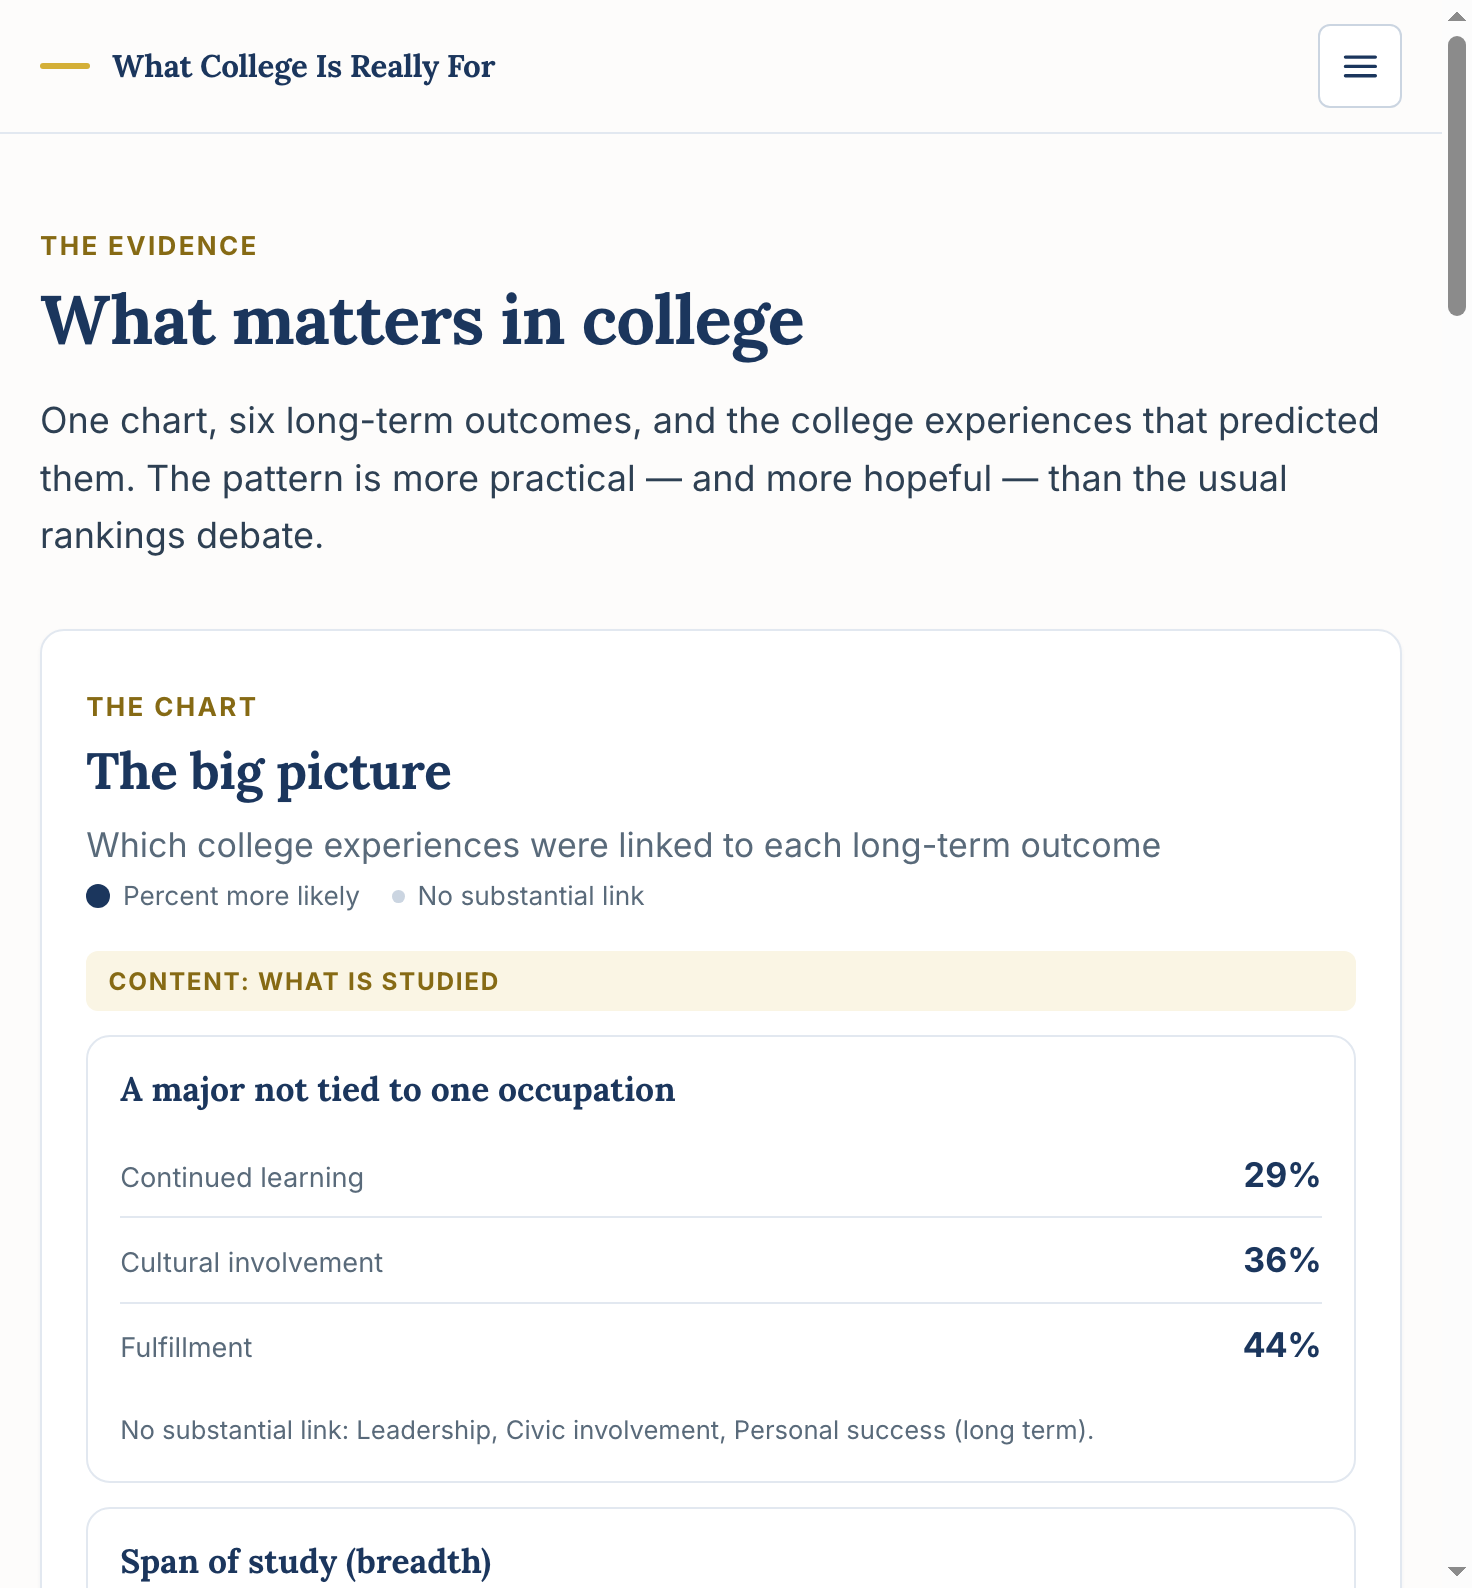 What College Is Really For
THE EVIDENCE
What matters in college
One chart, six long-term outcomes, and the college experiences that predicted
them. The pattern is more practical — and more hopeful — than the usual
rankings debate.
THE CHART
The big picture
Which college experiences were linked to each long-term outcome
Percent more likely No substantial link
CONTENT: WHAT IS STUDIED
A major not tied to one occupation
Continued learning 29%
Cultural involvement 36%
Fulfillment 44%
No substantial link: Leadership, Civic involvement, Personal success (long term).
Span of study (breadth)